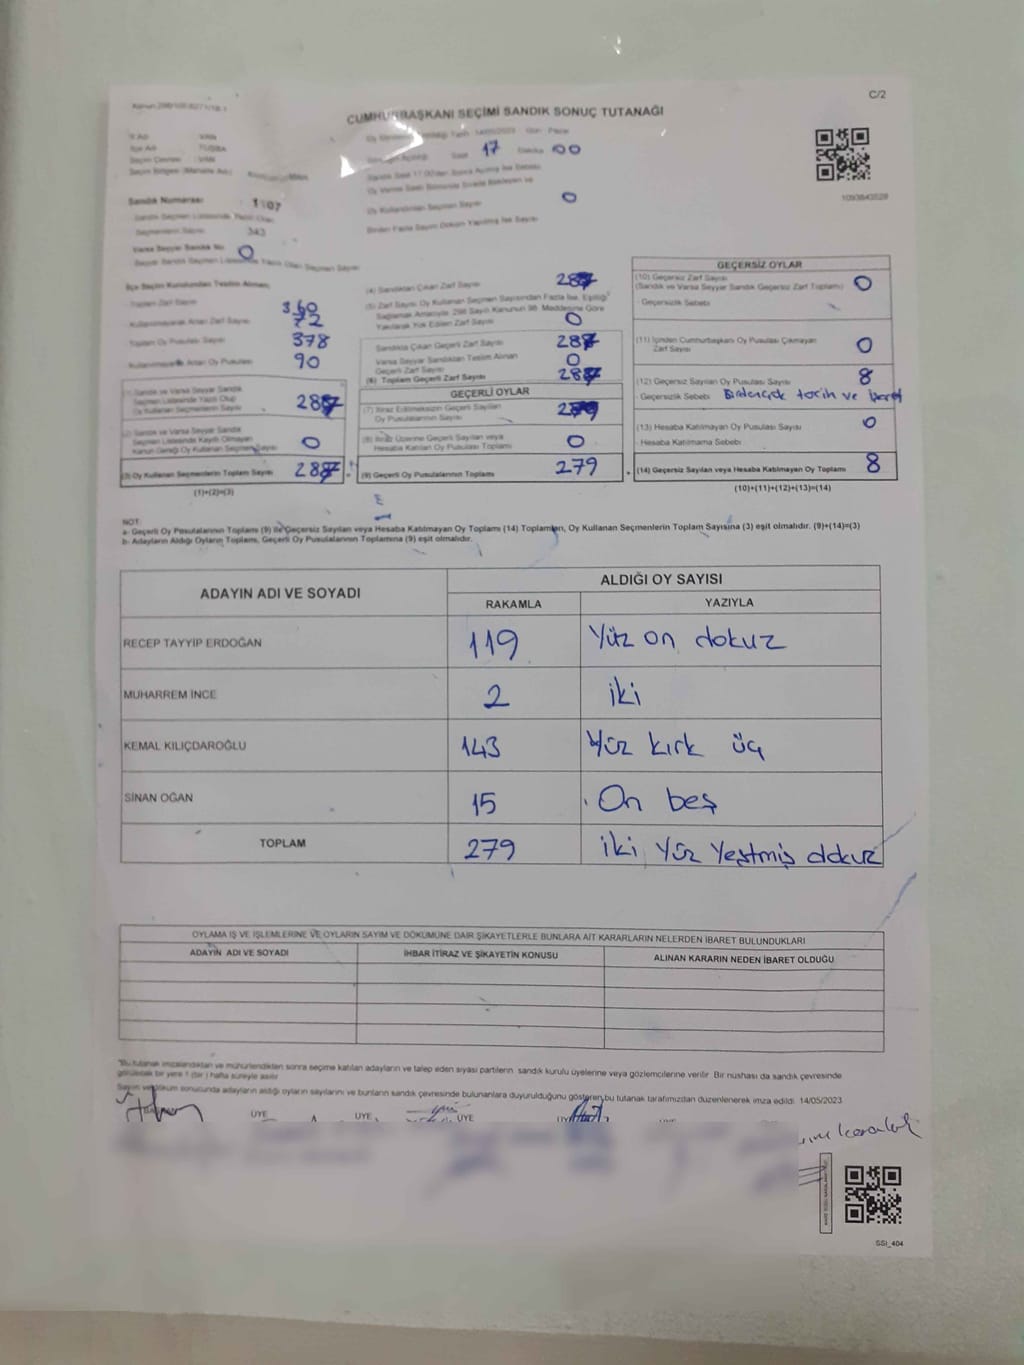 C/2
CUMHURBAŞKANI SEÇİMİ SANDIK SONUÇ TUTANAĞI
17 00
VAN
TUŞBA
VAN
1093843528
Sandık Numarası 1107
343
0
Varsa Seyyar Sandık No 0
Birden Fazla Sayım Döküm Yapılmış İse Sayısı
GEÇERSİZ OYLAR
(10) Geçersiz Zarf Sayısı
(Sandık ve Varsa Seyyar Sandık Geçersiz Zarf Toplamı) 0
Geçersizlik Sebebi
(11) İçinden Cumhurbaşkanı Oy Pusulası Çıkmayan
Zarf Sayısı 0
(12) Geçersiz Sayılan Oy Pusulası Sayısı 8
Geçersizlik Sebebi
(13) Hesaba Katılmayan Oy Pusulası Sayısı 0
Hesaba Katılmama Sebebi
(14) Geçersiz Sayılan veya Hesaba Katılmayan Oy Toplamı 8
(10)+(11)+(12)+(13)=(14)
(4) Sandıktan Çıkan Zarf Sayısı 287
(5) Zarf Sayısı Oy Kullanan Seçmen Sayısından Fazla İse, Eşitliği
Sağlamak Amacıyla 298 Sayılı Kanunun 98. Maddesine Göre
Yakılarak Yok Edilen Zarf Sayısı 0
Sandıkta Çıkan Geçerli Zarf Sayısı 287
Varsa Seyyar Sandıktan Teslim Alınan
Geçerli Zarf Sayısı 0
(6) Toplam Geçerli Zarf Sayısı 287
GEÇERLİ OYLAR
(7) İtiraz Edilmeksizin Geçerli Sayılan
Oy Pusulalarının Sayısı 279
(8) İtiraz Üzerine Geçerli Sayılan veya
Hesaba Katılan Oy Pusulası Toplamı 0
(9) Geçerli Oy Pusulalarının Toplamı 279
İlçe Seçim Kurulundan Teslim Alınan;
Toplam Zarf Sayısı 360
Kullanılmayarak Artan Zarf Sayısı 72
Toplam Oy Pusulası Sayısı 378
Kullanılmayarak Artan Oy Pusulası 90
(1) Sandık ve Varsa Seyyar Sandık
Seçmen Listesinde Yazılı Olup
Oy Kullanan Seçmenlerin Sayısı 287
(2) Sandık ve Varsa Seyyar Sandık
Seçmen Listesinde Kayıtlı Olmayan
Kanun Gereği Oy Kullanan Seçmen Sayısı 0
(3) Oy Kullanan Seçmenlerin Toplam Sayısı 287
(1)+(2)=(3)
NOT:
a- Geçerli Oy Pusulalarının Toplamı (9) ile Geçersiz Sayılan veya Hesaba Katılmayan Oy Toplamı (14) Toplamları, Oy Kullanan Seçmenlerin Toplam Sayısına (3) eşit olmalıdır. (9)+(14)=(3)
b- Adayların Aldığı Oyların Toplamı, Geçerli Oy Pusulalarının Toplamına (9) eşit olmalıdır.
ADAYIN ADI VE SOYADI ALDIĞI OY SAYISI
RAKAMLA YAZIYLA
RECEP TAYYİP ERDOĞAN 119 Yüz on dokuz
MUHARREM İNCE 2 iki
KEMAL KILIÇDAROĞLU 143 Yüz kırk üç
SİNAN OĞAN 15 On beş
TOPLAM 279 iki Yüz Yetmiş dokuz
OYLAMA İŞ VE İŞLEMLERİNE VE OYLARIN SAYIM VE DÖKÜMÜNE DAİR ŞİKAYETLERLE BUNLARA AİT KARARLARIN NELERDEN İBARET BULUNDUKLARI
ADAYIN ADI VE SOYADI İHBAR İTİRAZ VE ŞİKAYETİN KONUSU ALINAN KARARIN NEDEN İBARET OLDUĞU
*Bu tutanak imzalandıktan ve mühürlendikten sonra seçime katılan adayların ve talep eden siyasi partilerin sandık kurulu üyelerine veya gözlemcilerine verilir. Bir nüshası da sandık çevresinde
görülebilir bir yere 1 (bir) hafta süreyle asılır
Sayım ve döküm sonucunda adayların aldığı oyların sayılarını ve bunların sandık çevresinde bulunanlara duyurulduğunu gösteren bu tutanak tarafımızdan düzenlenerek imza edildi. 14/05/2023
ÜYE ÜYE ÜYE
SSI_404